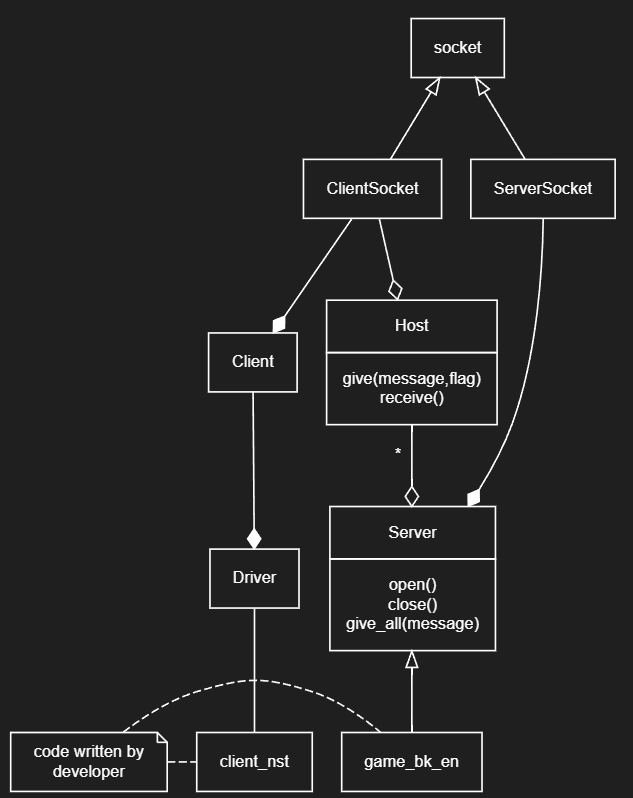 socket
ClientSocket
ServerSocket
Host
give(message,flag)
receive()
Client
*
Server
open()
close()
give_all(message)
Driver
code written by
developer
client_nst
game_bk_en